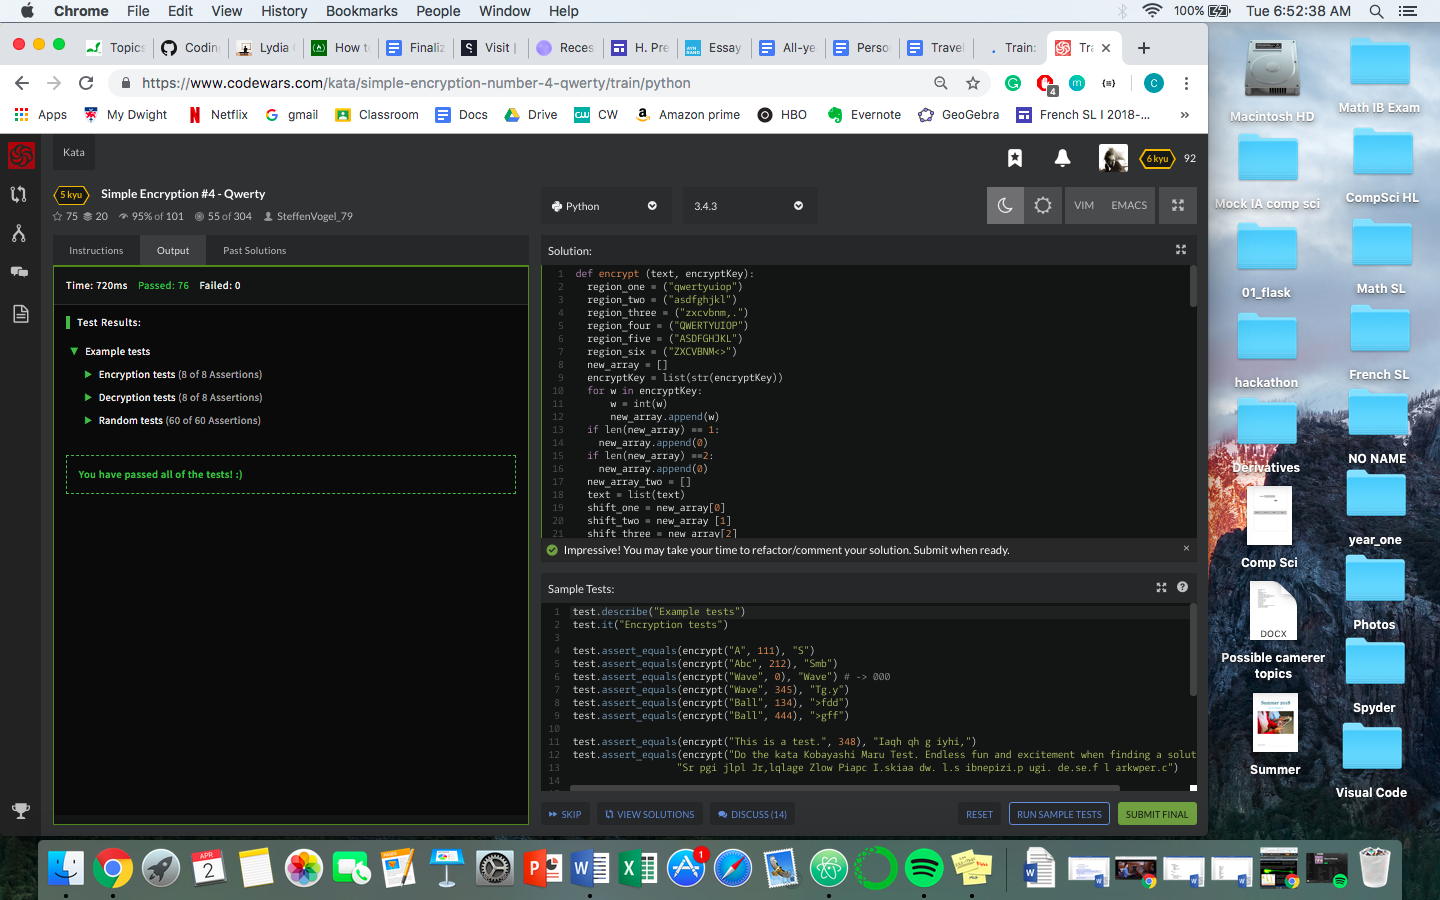 Chrome File Edit View History Bookmarks People Window Help 100% Tue 6:52:38 AM
Topics Codin Lydia How to Finaliz Visit | Reces H. Pre Essay All-ye Perso Travel Train: Tra
https://www.codewars.com/kata/simple-encryption-number-4-qwerty/train/python 4 C
Apps My Dwight Netflix gmail Classroom Docs Drive CW Amazon prime HBO Evernote GeoGebra French SL I 2018-... »
Kata 6 kyu 92
5 kyu Simple Encryption #4 - Qwerty
75 20 95% of 101 55 of 304 SteffenVogel_79
Python 3.4.3 VIM EMACS
Instructions Output Past Solutions
Time: 720ms Passed: 76 Failed: 0
Test Results:
Example tests
Encryption tests (8 of 8 Assertions)
Decryption tests (8 of 8 Assertions)
Random tests (60 of 60 Assertions)
You have passed all of the tests! :)
Solution:
1 def encrypt (text, encryptKey):
2 region_one = ("qwertyuiop")
3 region_two = ("asdfghjkl")
4 region_three = ("zxcvbnm,.")
5 region_four = ("QWERTYUIOP")
6 region_five = ("ASDFGHJKL")
7 region_six = ("ZXCVBNM<>")
8 new_array = []
9 encryptKey = list(str(encryptKey))
10 for w in encryptKey:
11 w = int(w)
12 new_array.append(w)
13 if len(new_array) == 1:
14 new_array.append(0)
15 if len(new_array) ==2:
16 new_array.append(0)
17 new_array_two = []
18 text = list(text)
19 shift_one = new_array[0]
20 shift_two = new_array [1]
21 shift_three = new_array[2]
Impressive! You may take your time to refactor/comment your solution. Submit when ready. ×
Sample Tests:
1 test.describe("Example tests")
2 test.it("Encryption tests")
3
4 test.assert_equals(encrypt("A", 111), "S")
5 test.assert_equals(encrypt("Abc", 212), "Smb")
6 test.assert_equals(encrypt("Wave", 0), "Wave") # -> 000
7 test.assert_equals(encrypt("Wave", 345), "Tg.y")
8 test.assert_equals(encrypt("Ball", 134), ">fdd")
9 test.assert_equals(encrypt("Ball", 444), ">gff")
10
11 test.assert_equals(encrypt("This is a test.", 348), "Iaqh qh g iyhi,")
12 test.assert_equals(encrypt("Do the kata Kobayashi Maru Test. Endless fun and excitement when finding a solut
13 "Sr pgi jlpl Jr,lqlage Zlow Piapc I.skiaa dw. l.s ibnepizi.p ugi. de.se.f l arkwper.c")
14
SKIP VIEW SOLUTIONS DISCUSS (14) RESET RUN SAMPLE TESTS SUBMIT FINAL
Macintosh HD
Math IB Exam
Mock IA comp sci
CompSci HL
01_flask
Math SL
hackathon
French SL
Derivatives
NO NAME
Comp Sci
year_one
DOCX
Photos
Possible camerer
topics
Spyder
Summer 2018
Summer
Visual Code
APR
2
1